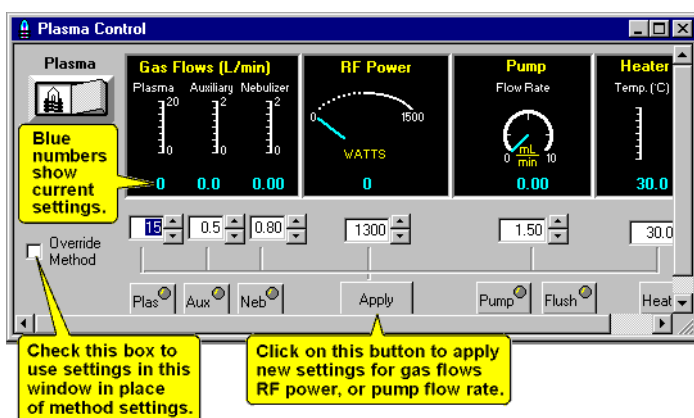 Plasma Control
Plasma
Gas Flows (L/min)
Plasma Auxiliary Nebulizer
20 2 2
0 0 0
0 0.0 0.00
RF Power
0 1500
WATTS
0
Pump
Flow Rate
0 mL/min 10
0.00
Heater
Temp. (°C)
30.0
Blue
numbers
show
current
settings.
15 0.5 0.80 1300 1.50 30.0
Override
Method
Plas Aux Neb Apply Pump Flush Heat
Check this box to
use settings in this
window in place
of method settings.
Click on this button to apply
new settings for gas flows
RF power, or pump flow rate.